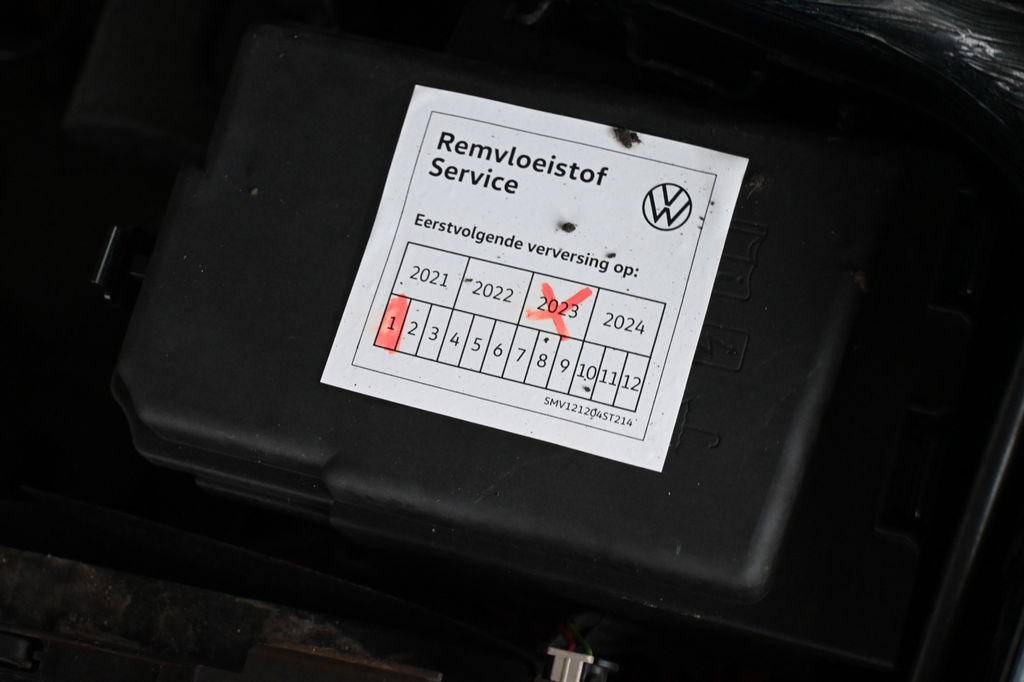 Remvloeistof
Service
Eerstvolgende verversing op:
2021 2022 2023 2024
1 2 3 4 5 6 7 8 9 10 11 12
SMV121204ST214